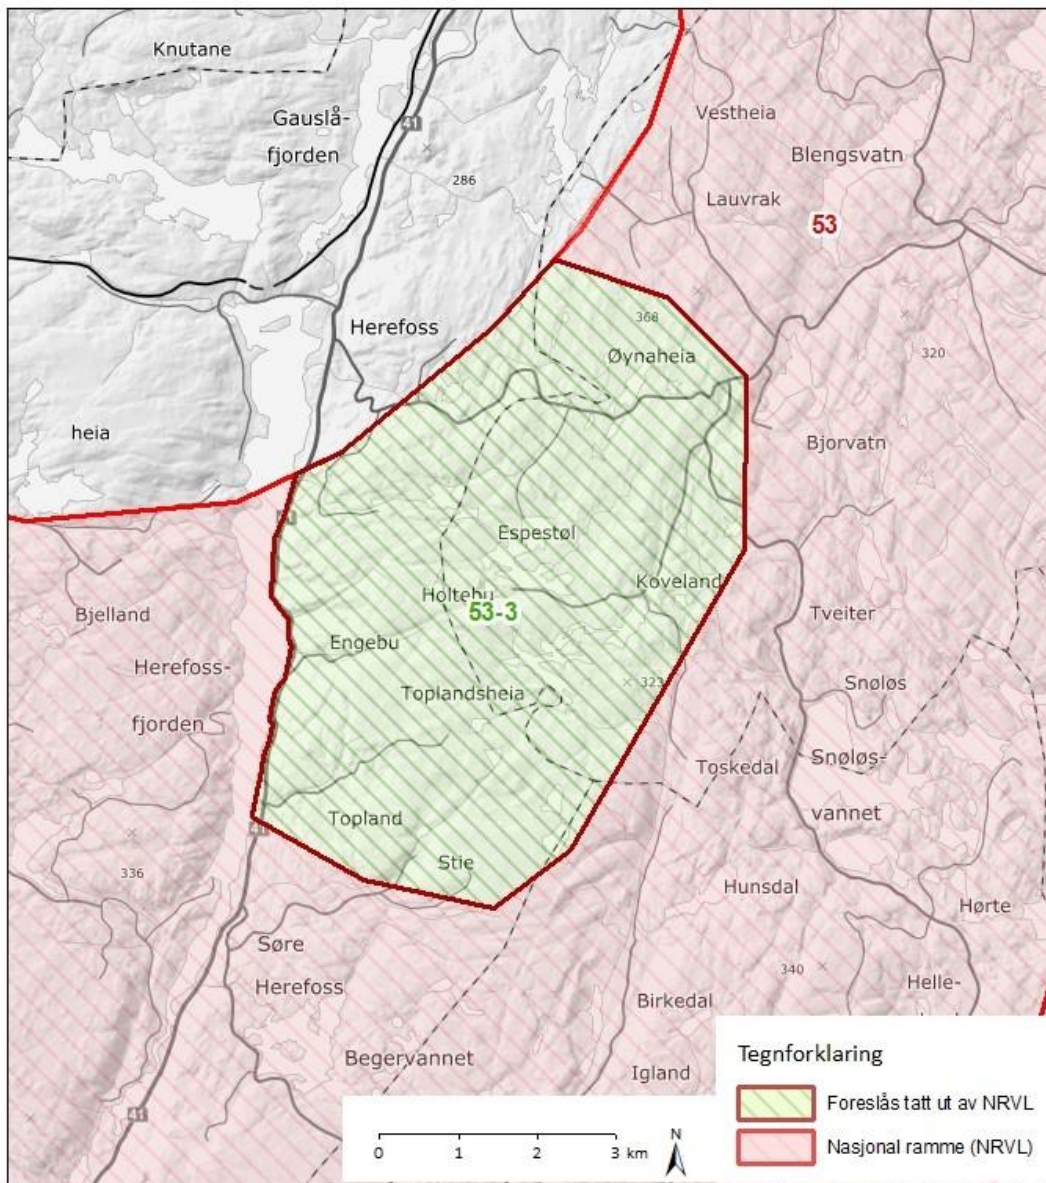 Knutane
Gauslå-
fjorden
41
286
Vestheia
Blengsvatn
Lauvrak
53
Herefoss
368
Øynaheia
320
heia
Bjorvatn
Espestøl
Holtebu
Koveland
53-3
Bjelland
Engebu
Tveiter
Herefoss-
fjorden
Toplandsheia
323
Snøløs
Toskedal
Snøløs-
vannet
Topland
41
336
Stie
Hunsdal
Hørte
Søre
Herefoss
340
Helle-
Birkedal
Begervannet
Igland
41
Tegnforklaring
Foreslås tatt ut av NRVL
Nasjonal ramme (NRVL)
0 1 2 3 km
N